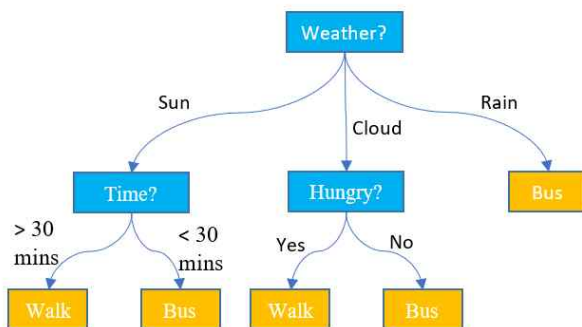 Weather?
Sun
Cloud
Rain
Time?
Hungry?
Bus
> 30
mins
< 30
mins
Yes
No
Walk
Bus
Walk
Bus